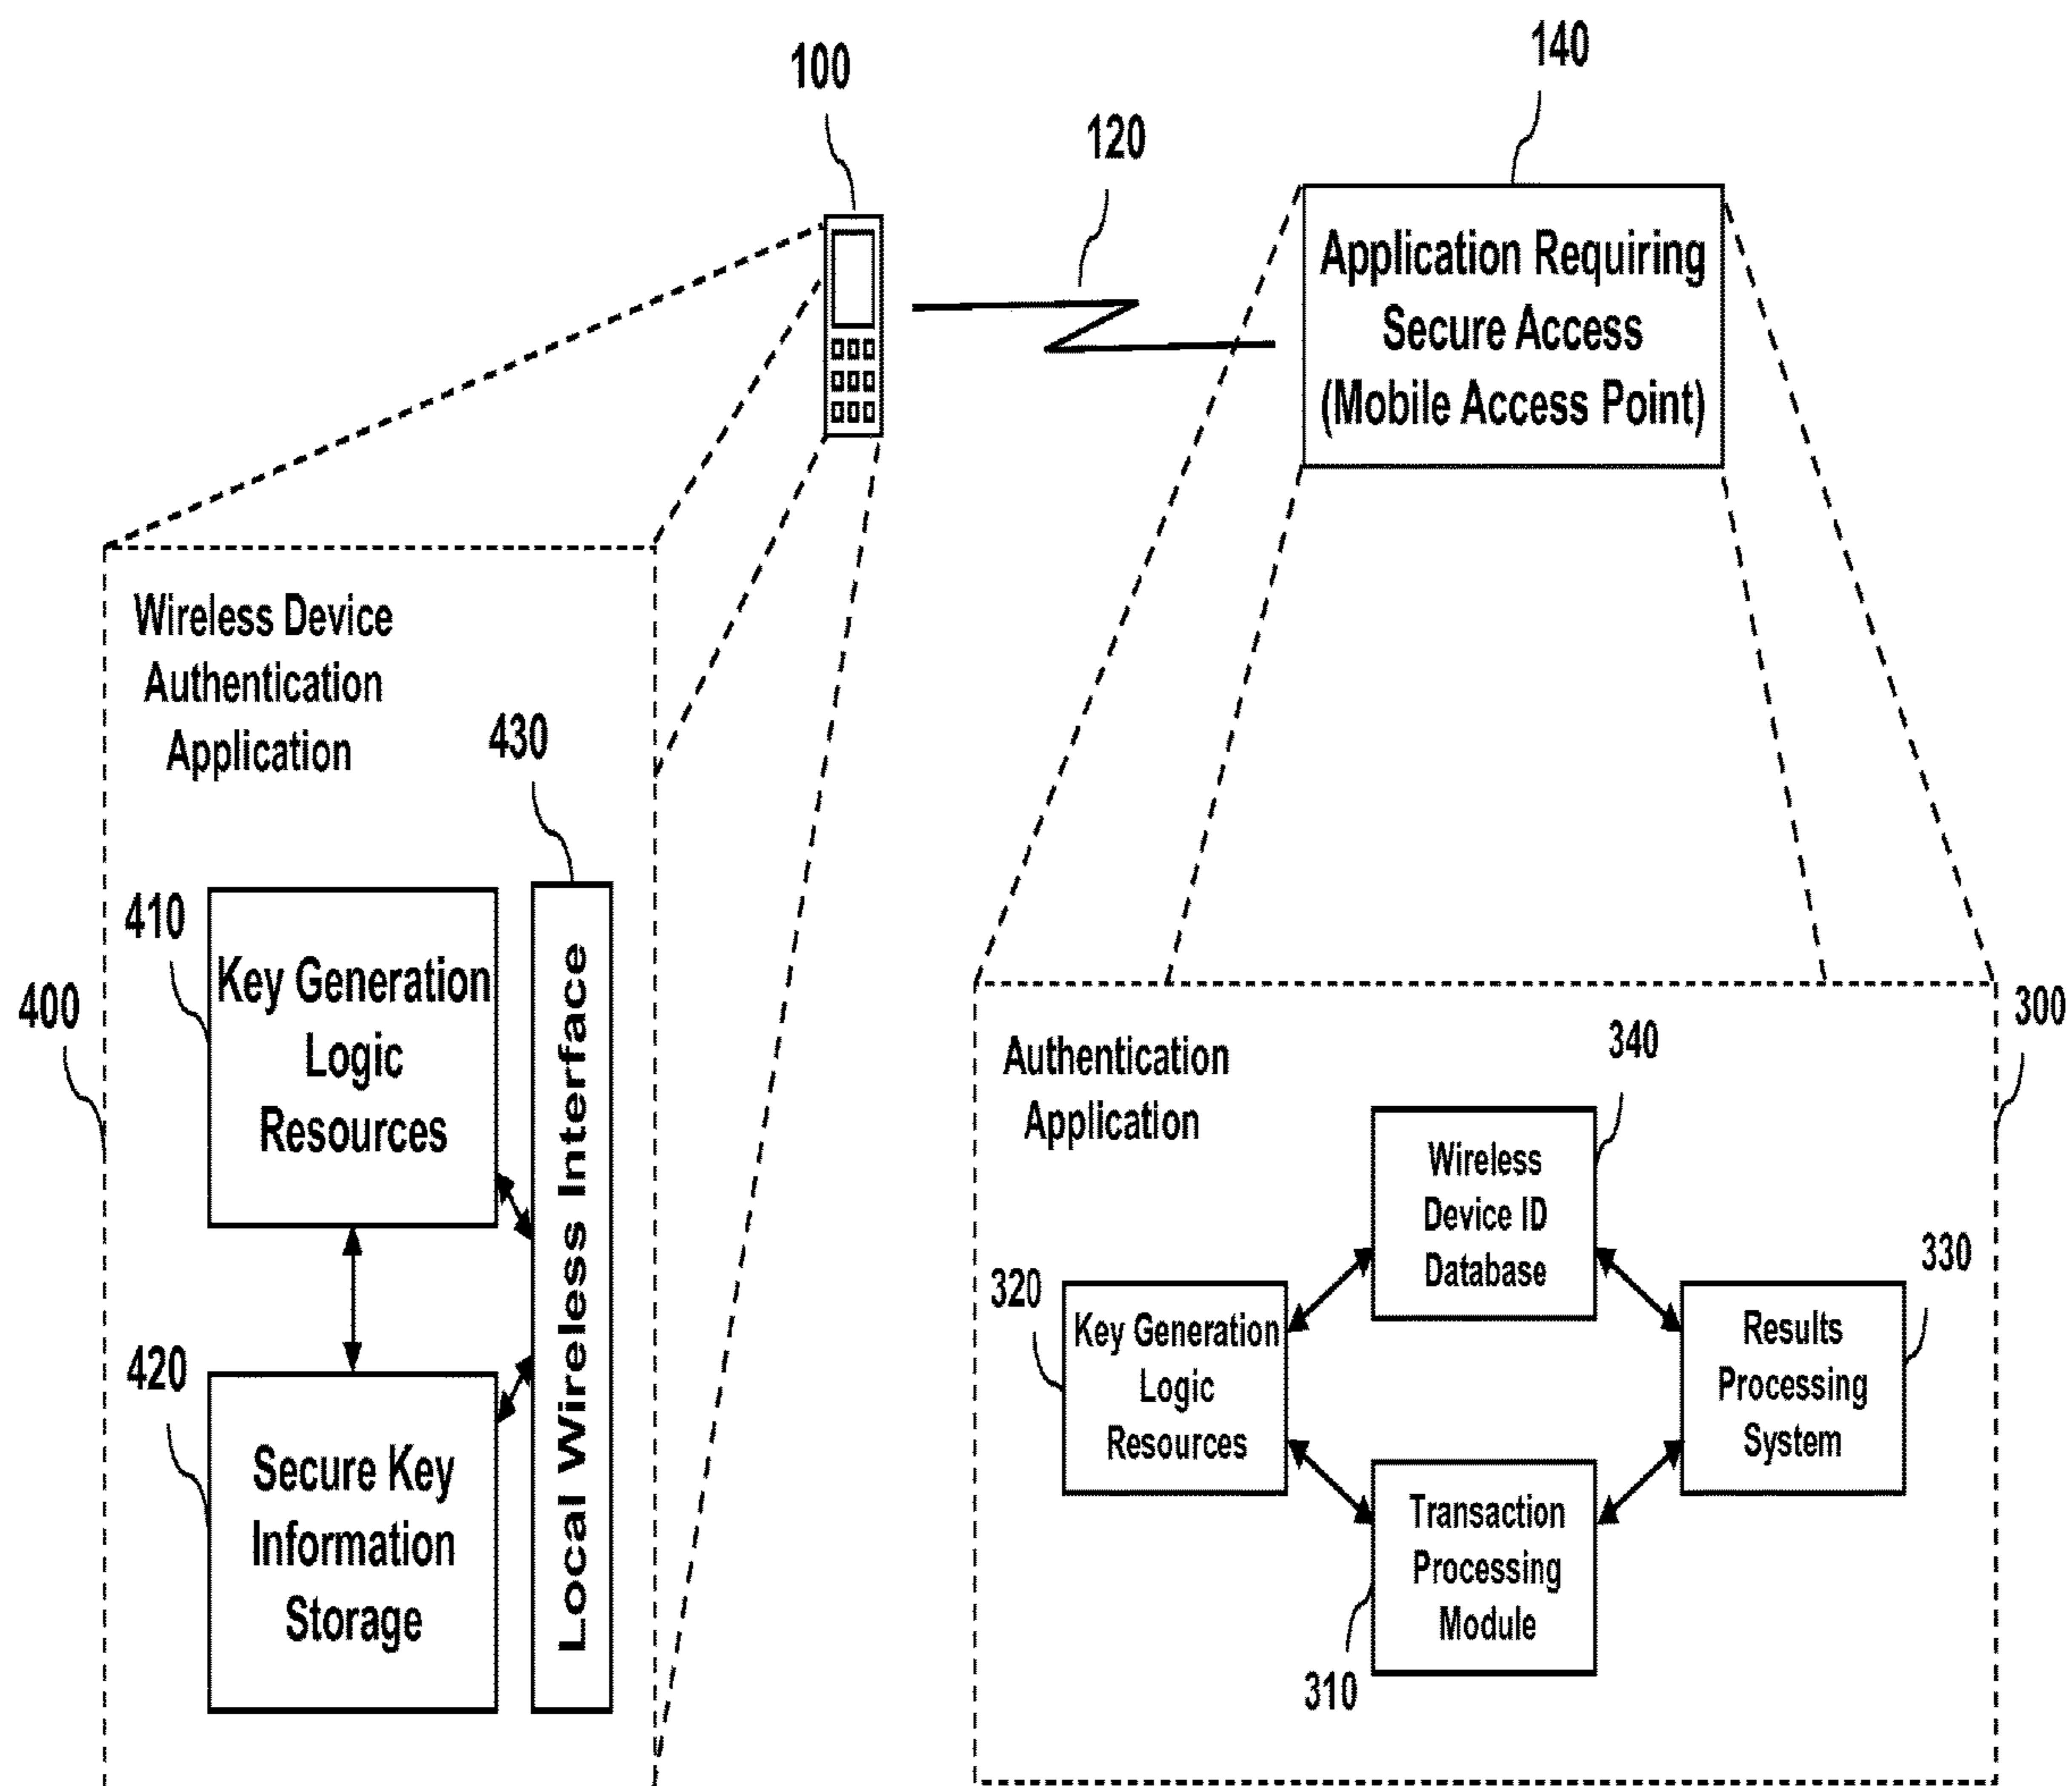 100
140
120
Application Requiring
Secure Access
(Mobile Access Point)
Wireless Device
Authentication
Application
430
410
Key Generation
Logic
Resources
400
420
Secure Key
Information
Storage
Local Wireless Interface
300
Authentication
Application
340
Wireless
Device ID
Database
320
Key Generation
Logic
Resources
330
Results
Processing
System
Transaction
Processing
Module
310